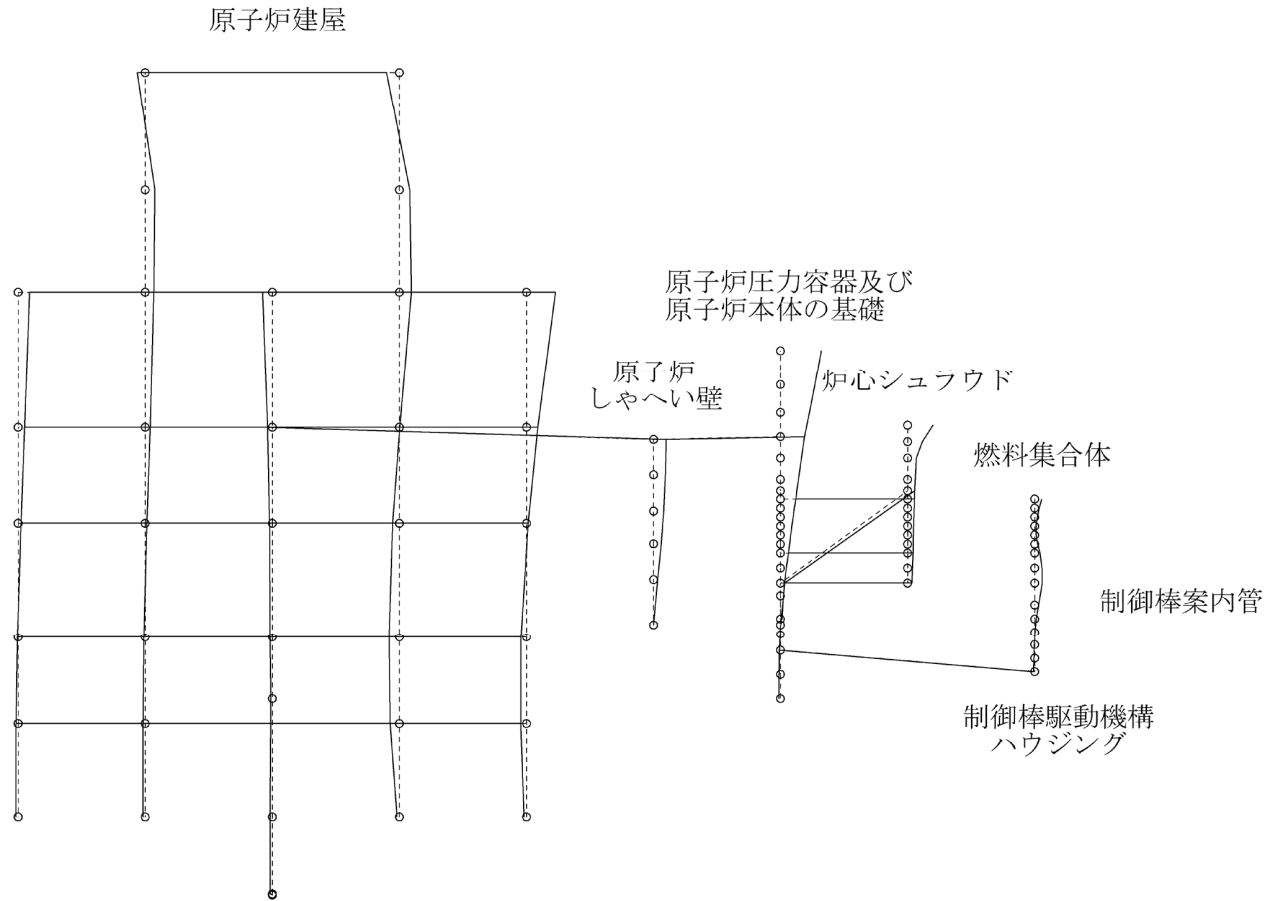 原子炉建屋
原子炉圧力容器及び
原子炉本体の基礎
原子炉
しゃへい壁
炉心シュラウド
燃料集合体
制御棒案内管
制御棒駆動機構
ハウジング